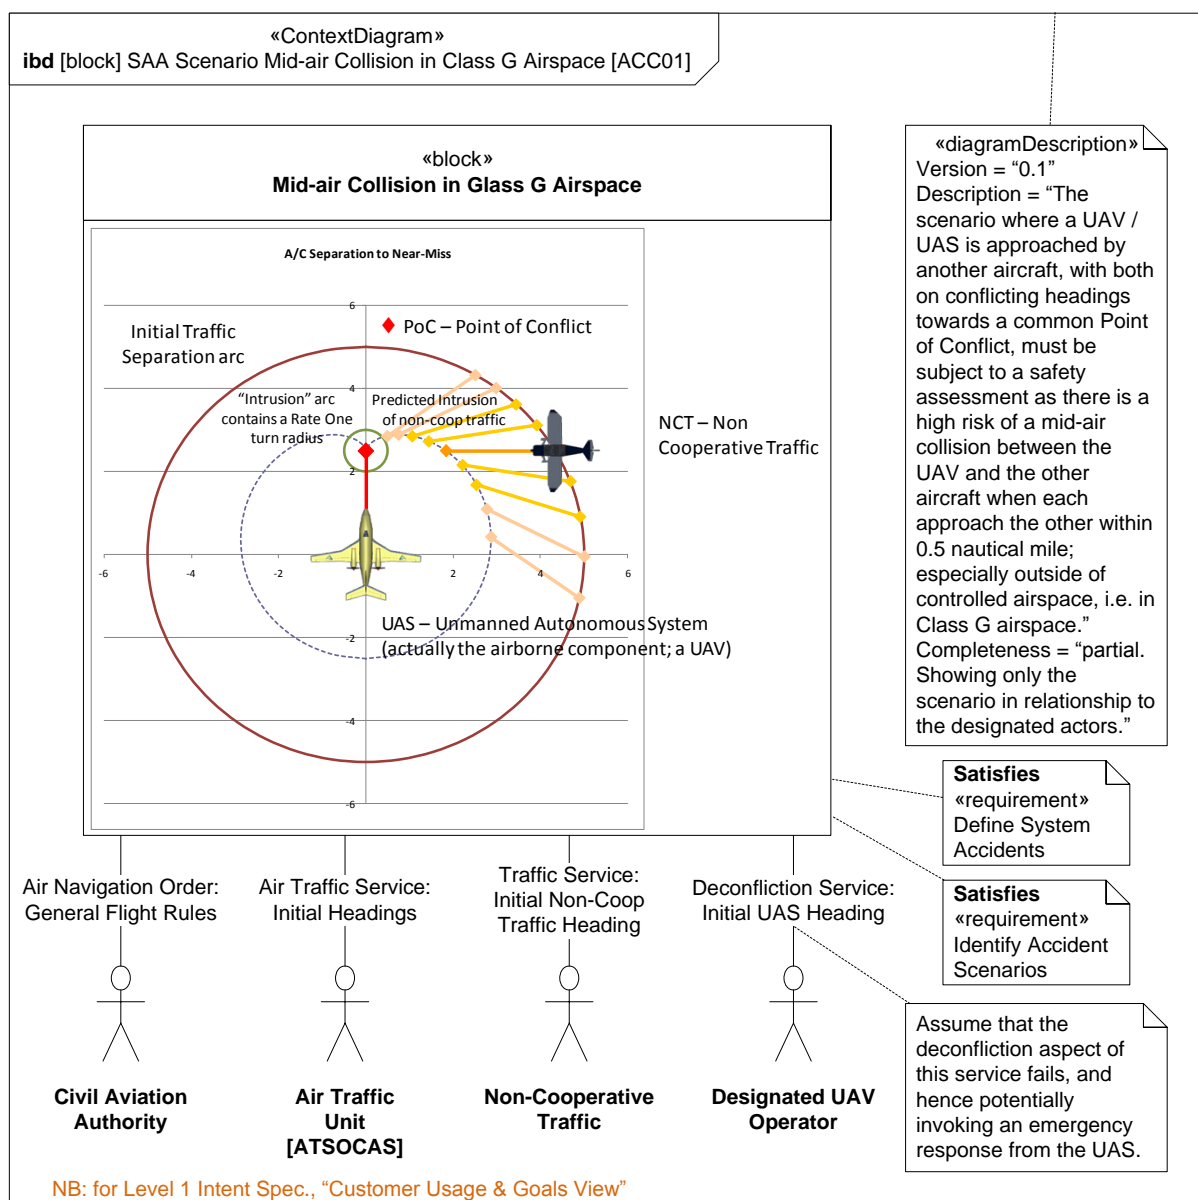 «ContextDiagram»
ibd [block] SAA Scenario Mid-air Collision in Class G Airspace [ACC01]
«block»
Mid-air Collision in Glass G Airspace
A/C Separation to Near-Miss
6
Initial Traffic
Separation arc
PoC – Point of Conflict
4
"Intrusion" arc
contains a Rate One
turn radius
Predicted Intrusion
of non-coop traffic
NCT – Non
Cooperative Traffic
2
-6
-4
-2
2
4
6
UAS – Unmanned Autonomous System
(actually the airborne component; a UAV)
-2
-4
-6
«diagramDescription»
Version = “0.1”
Description = “The
scenario where a UAV /
UAS is approached by
another aircraft, with both
on conflicting headings
towards a common Point
of Conflict, must be
subject to a safety
assessment as there is a
high risk of a mid-air
collision between the
UAV and the other
aircraft when each
approach the other within
0.5 nautical mile;
especially outside of
controlled airspace, i.e. in
Class G airspace.”
Completeness = “partial.
Showing only the
scenario in relationship to
the designated actors.”
Satisfies
«requirement»
Define System
Accidents
Satisfies
«requirement»
Identify Accident
Scenarios
Air Navigation Order:
General Flight Rules
Air Traffic Service:
Initial Headings
Traffic Service:
Initial Non-Coop
Traffic Heading
Deconfliction Service:
Initial UAS Heading
Assume that the
deconfliction aspect of
this service fails, and
hence potentially
invoking an emergency
response from the UAS.
Civil Aviation
Authority
Air Traffic
Unit
[ATSOCAS]
Non-Cooperative
Traffic
Designated UAV
Operator
NB: for Level 1 Intent Spec., “Customer Usage & Goals View”